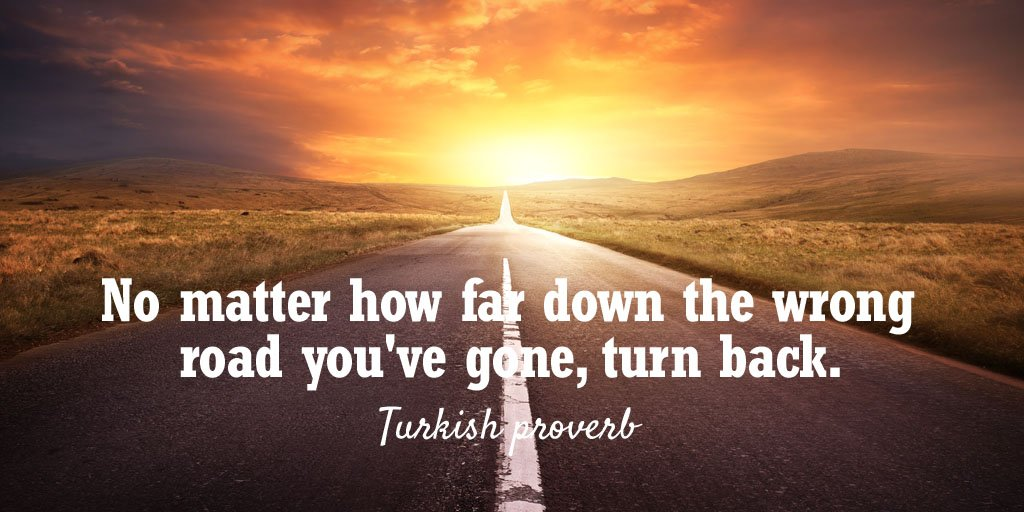 No matter how far down the wrong
road you've gone, turn back.
Turkish proverb